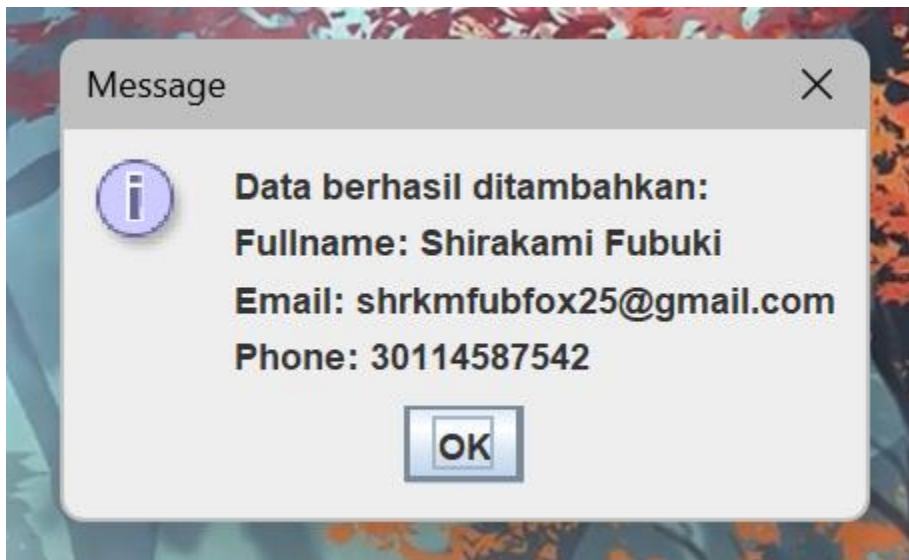 Message
Data berhasil ditambahkan:
Fullname: Shirakami Fubuki
Email: shrkmfubfox25@gmail.com
Phone: 30114587542
OK